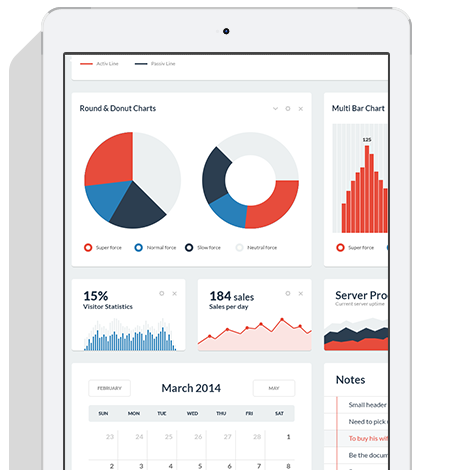 Activ Line Passiv Line
Round & Donut Charts
Multi Bar Chart
125
Super force Normal force Slow force Neutral force
Super force
15%
Visitor Statistics
184 sales
Sales per day
Server Pro
Current server uptime
FEBRUARY March 2014 MAY
SUN MON TUE WED THU FRI SAT
23 24 25 26 27 28 1
2 3 4 5 6 7 8
Notes
Small header
Need to pick
To buy his wif
Be the docum